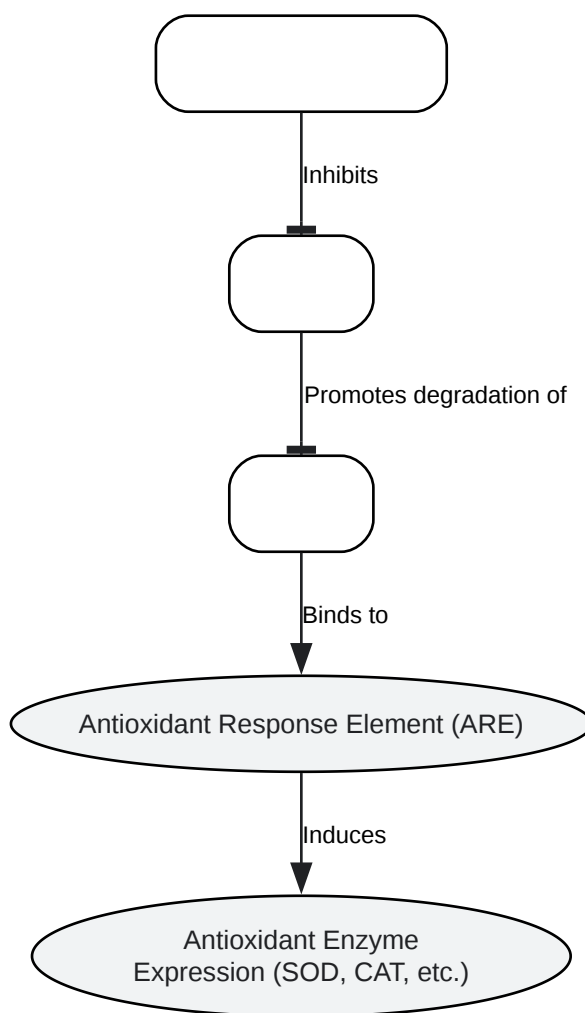 Inhibits
Promotes degradation of
Binds to
Antioxidant Response Element (ARE)
Induces
Antioxidant Enzyme
Expression (SOD, CAT, etc.)